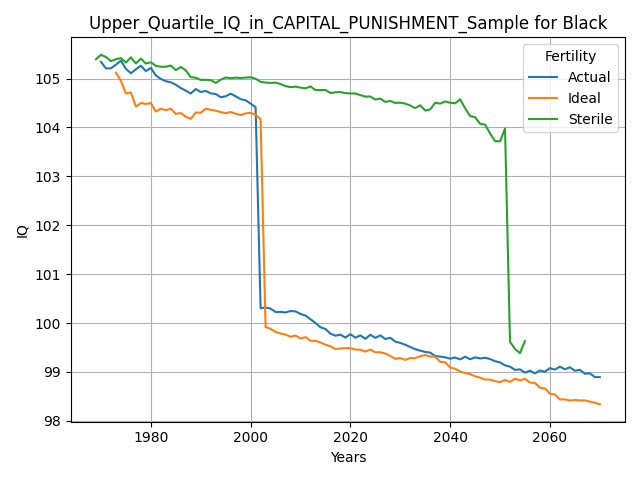 Upper_Quartile_IQ_in_CAPITAL_PUNISHMENT_Sample for Black
Fertility
Actual
Ideal
Sterile
IQ
105
104
103
102
101
100
99
98
1980
2000
2020
2040
2060
Years